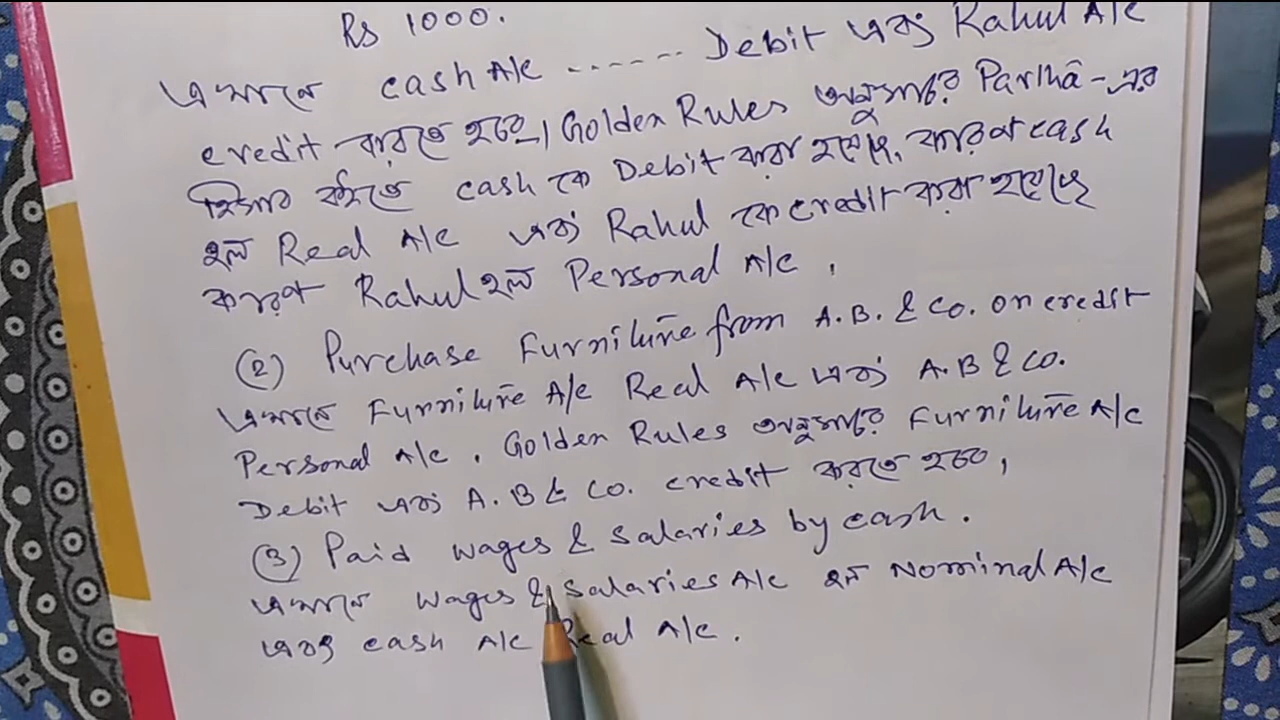 Rs 1000.
এখানে cash A/c ------ Debit এবং Rahul A/c
credit করতে হবে। Golden Rules অনুসারে Partha-এর
হিসাব বইতে cash কে Debit করা হয়েছে, কারণ cash
হল Real A/c এবং Rahul কে credit করা হয়েছে
কারণ Rahul হল Personal A/c,
(2) Purchase Furniture from A.B. & Co. on credit
এখানে Furniture A/c Real A/c এবং A.B & Co.
Personal A/c. Golden Rules অনুসারে Furniture A/c
Debit এবং A.B & Co. credit করতে হবে,
(3) Paid wages & Salaries by cash.
এখানে wages & Salaries A/c হল Nominal A/c
এবং cash A/c Real A/c.